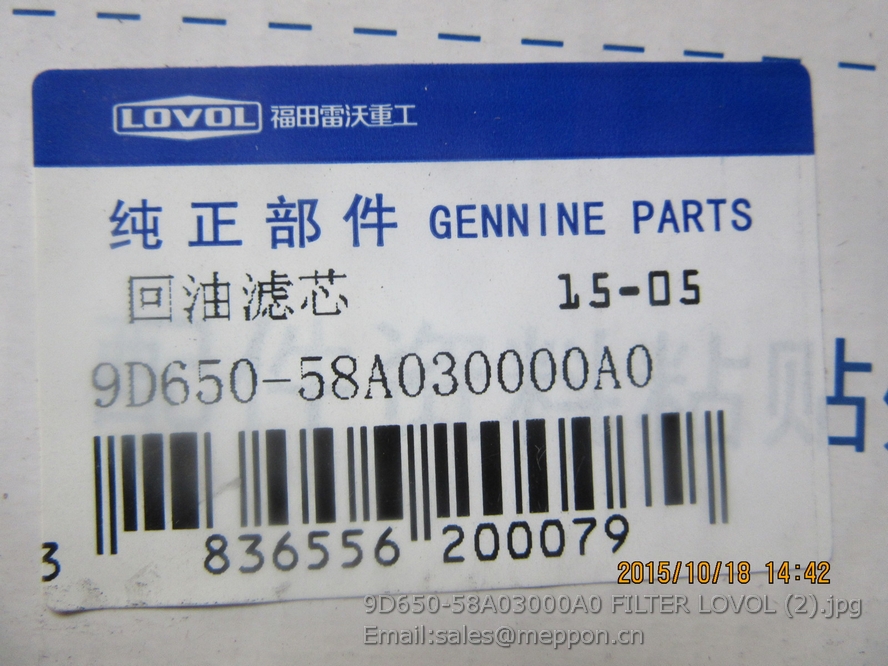 LOVOL 福田雷沃重工
纯正部件 GENNINE PARTS
回油滤芯 15-05
9D650-58A030000A0
3 836556 200079
2015/10/18 14:42
9D650-58A03000A0 FILTER LOVOL (2).jpg
Email:sales@meppon.cn